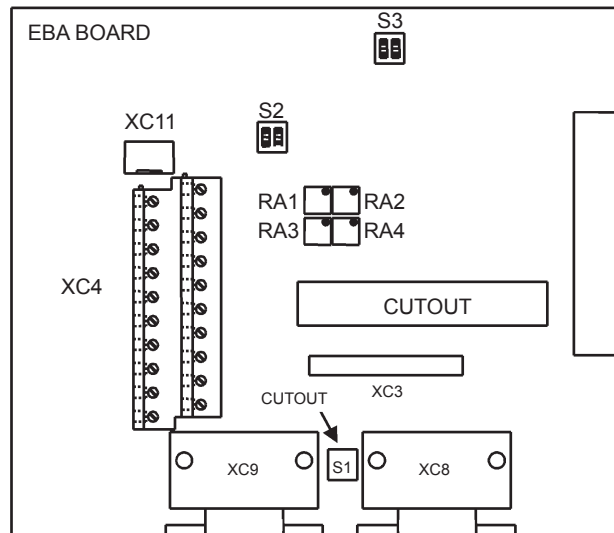 EBA BOARD
S3
S2
XC11
RA1 RA2
RA3 RA4
XC4
CUTOUT
XC3
CUTOUT
XC9 S1 XC8